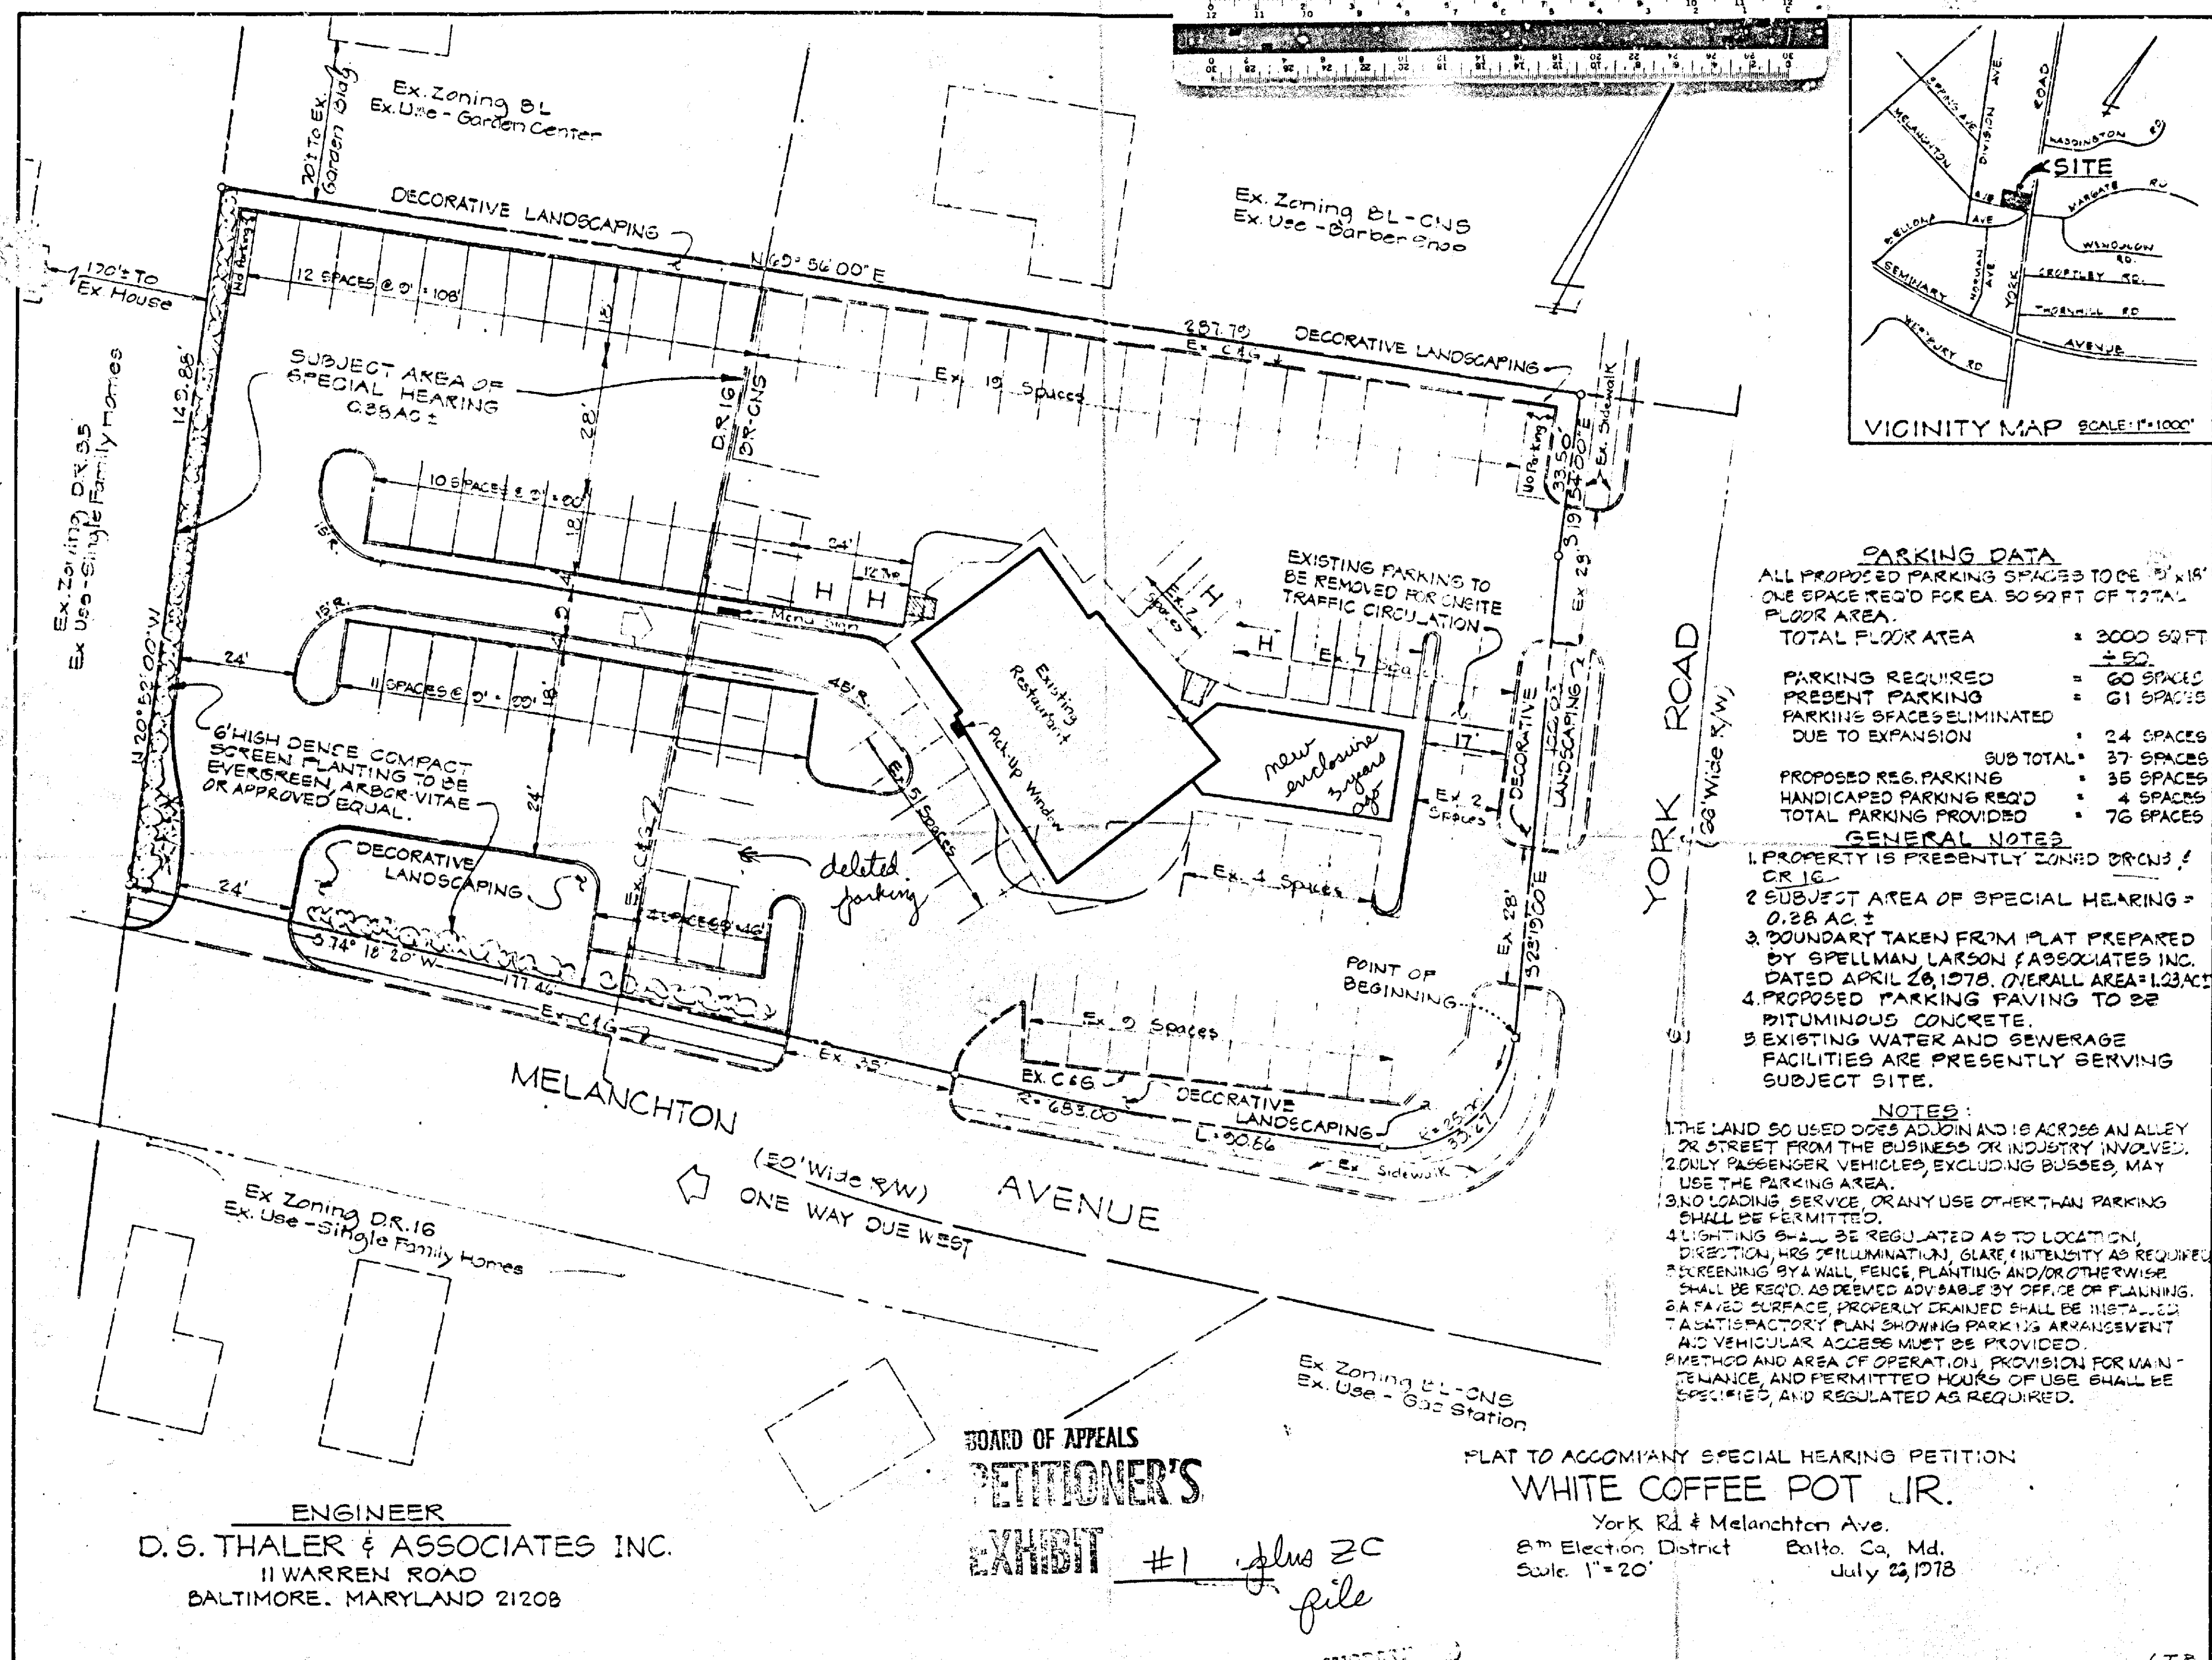 Ex. Zoning BL
Ex. Use - Garden Center
70'± To Ex.
Garden Bldg.
DECORATIVE LANDSCAPING
No Parking
12 SPACES @ 9' = 108'
N 69° 56' 00" E
287.79
Ex. C&G
DECORATIVE LANDSCAPING
Ex. Zoning BL-CNS
Ex. Use - Barber Shop
170'± To
Ex. House
149.88'
SUBJECT AREA OF
SPECIAL HEARING
0.38 AC ±
18'
28'
D.R.16
BR-CNS
Ex. 19 Spaces
No Parking
33.50'
Ex. Sidewalk
Ex. Zoning D.R.3.5
Ex Use - Single Family Homes
10 SPACES @ 9' = 90'
18'
15'R.
24'
H
H
Menu Sign
EXISTING PARKING TO
BE REMOVED FOR ONSITE
TRAFFIC CIRCULATION
Ex. 28'
Ex. 2
Spaces
H
H
15'R.
24'
11 SPACES @ 9' = 99'
18'
45'R.
Existing
Restaurant
Pick-Up Window
new
enclosure
3 years
ago
17'
DECORATIVE
LANDSCAPING
Ex. 2
Spaces
N 20° 52' 00" W
6' HIGH DENCE COMPACT
SCREEN PLANTING TO BE
EVERGREEN, ARBOR-VITAE
OR APPROVED EQUAL.
24'
Ex. 5 Spaces
deleted
parking
Ex. 4 Spaces
DECORATIVE
LANDSCAPING
24'
Ex. C&G
S 74° 18' 20" W
177.46
Ex. C&G
Ex. 35'
POINT OF
BEGINNING
Ex. 28'
Ex. 9 Spaces
Ex. C&G
R = 683.00
L = 90.66
DECORATIVE
LANDSCAPING
Ex. Sidewalk
YORK ROAD
(66' Wide R/W)
MELANCHTON AVENUE
(50' Wide R/W)
ONE WAY DUE WEST
Ex Zoning D.R.16
Ex. Use - Single Family Homes
Ex. Zoning BL-CNS
Ex. Use - Gas Station
DIVISION AVE.
YORK ROAD
MELANCHTON AVE
SITE
MARGATE RD
BELLONA AVE
SEMINARY AVENUE
NORMAN AVE
THORNHILL RD
VICINITY MAP SCALE: 1"=1000'
PARKING DATA
ALL PROPOSED PARKING SPACES TO BE 9' x 18'
ONE SPACE REQ'D FOR EA. 50 SQ FT OF TOTAL
FLOOR AREA.
TOTAL FLOOR AREA = 3000 SQ FT
÷ 50
PARKING REQUIRED = 60 SPACES
PRESENT PARKING = 61 SPACES
PARKING SPACES ELIMINATED
DUE TO EXPANSION = 24 SPACES
SUB TOTAL = 37 SPACES
PROPOSED REG. PARKING = 35 SPACES
HANDICAPED PARKING REQ'D = 4 SPACES
TOTAL PARKING PROVIDED = 76 SPACES
GENERAL NOTES
1. PROPERTY IS PRESENTLY ZONED BR-CNS &
DR 16
2 SUBJECT AREA OF SPECIAL HEARING =
0.38 AC. ±
3. BOUNDARY TAKEN FROM PLAT PREPARED
BY SPELLMAN, LARSON & ASSOCIATES INC.
DATED APRIL 28, 1978. OVERALL AREA = 1.23 AC±
4. PROPOSED PARKING PAVING TO BE
BITUMINOUS CONCRETE.
5 EXISTING WATER AND SEWERAGE
FACILITIES ARE PRESENTLY SERVING
SUBJECT SITE.
NOTES:
1. THE LAND SO USED DOES ADJOIN AND IS ACROSS AN ALLEY
OR STREET FROM THE BUSINESS OR INDUSTRY INVOLVED.
2. ONLY PASSENGER VEHICLES, EXCLUDING BUSSES, MAY
USE THE PARKING AREA.
3. NO LOADING, SERVICE, OR ANY USE OTHER THAN PARKING
SHALL BE PERMITTED.
4 LIGHTING SHALL BE REGULATED AS TO LOCATION,
DIRECTION, HRS OF ILLUMINATION, GLARE, & INTENSITY AS REQUIRED
5 SCREENING BY A WALL, FENCE, PLANTING AND/OR OTHERWISE
SHALL BE REQ'D. AS DEEMED ADVISABLE BY OFFICE OF PLANNING.
6. A PAVED SURFACE, PROPERLY DRAINED SHALL BE INSTALLED
7 A SATISFACTORY PLAN SHOWING PARKING ARRANGEMENT
AND VEHICULAR ACCESS MUST BE PROVIDED.
8 METHOD AND AREA OF OPERATION, PROVISION FOR MAIN-
TENANCE, AND PERMITTED HOURS OF USE SHALL BE
SPECIFIED, AND REGULATED AS REQUIRED.
PLAT TO ACCOMPANY SPECIAL HEARING PETITION
WHITE COFFEE POT JR.
York Rd. & Melanchton Ave.
8th Election District Balto. Co, Md.
Scale 1"=20' July 26, 1978
BOARD OF APPEALS
PETITIONER'S
EXHIBIT #1 plus ZC
file
ENGINEER
D. S. THALER & ASSOCIATES INC.
11 WARREN ROAD
BALTIMORE, MARYLAND 21208